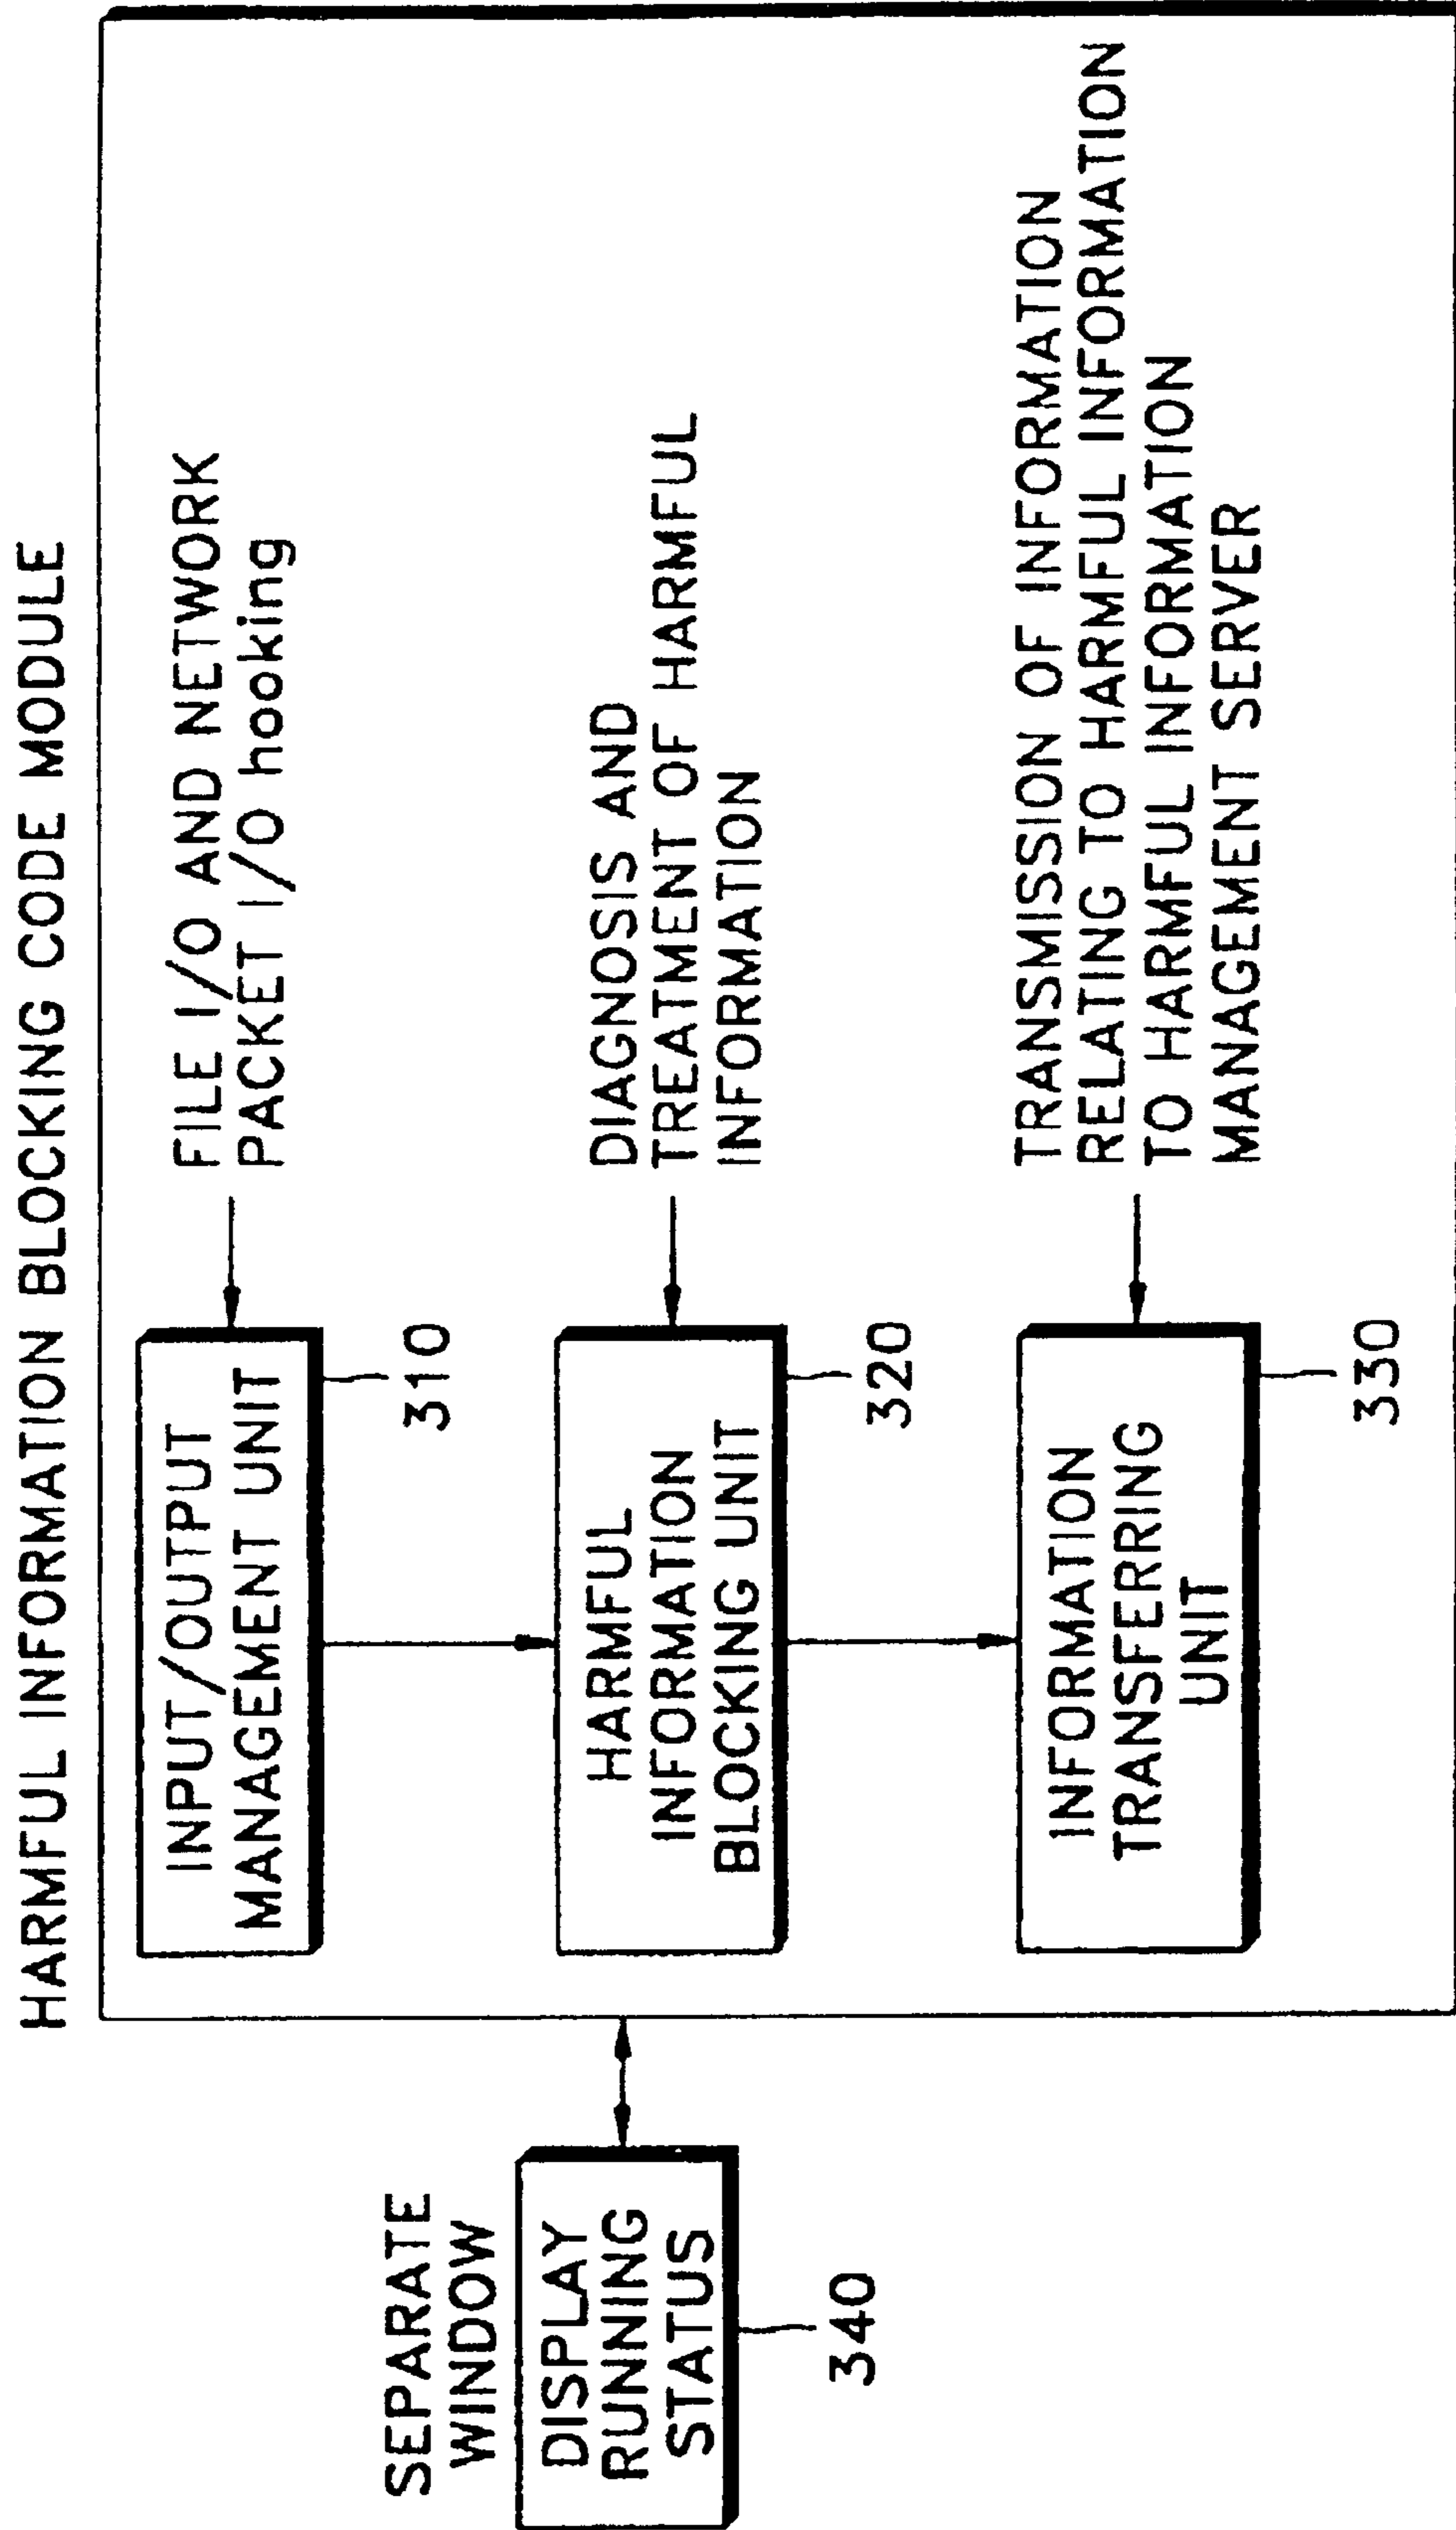 HARMFUL INFORMATION BLOCKING CODE MODULE
SEPARATE
WINDOW
DISPLAY
RUNNING
STATUS
340
INPUT/OUTPUT
MANAGEMENT UNIT
310
FILE I/O AND NETWORK
PACKET I/O hooking
HARMFUL
INFORMATION
BLOCKING UNIT
320
DIAGNOSIS AND
TREATMENT OF HARMFUL
INFORMATION
INFORMATION
TRANSFERRING
UNIT
330
TRANSMISSION OF INFORMATION
RELATING TO HARMFUL INFORMATION
TO HARMFUL INFORMATION
MANAGEMENT SERVER